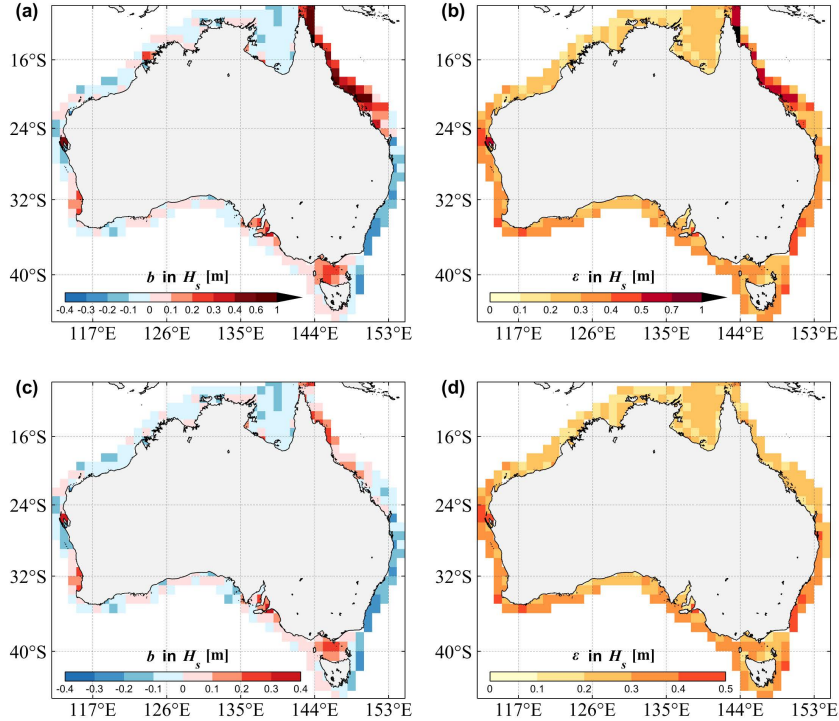 (a)
(b)
16°S
24°S
32°S
40°S
b in Hs [m]
-0.4 -0.3 -0.2 -0.1 0 0.1 0.2 0.3 0.4 0.6 1
117°E 126°E 135°E 144°E 153°E
16°S
24°S
32°S
40°S
ε in Hs [m]
0 0.1 0.2 0.3 0.4 0.5 0.7 1
117°E 126°E 135°E 144°E 153°E
(c)
(d)
16°S
24°S
32°S
40°S
b in Hs [m]
-0.4 -0.3 -0.2 -0.1 0 0.1 0.2 0.3 0.4
117°E 126°E 135°E 144°E 153°E
16°S
24°S
32°S
40°S
ε in Hs [m]
0 0.1 0.2 0.3 0.4 0.5
117°E 126°E 135°E 144°E 153°E